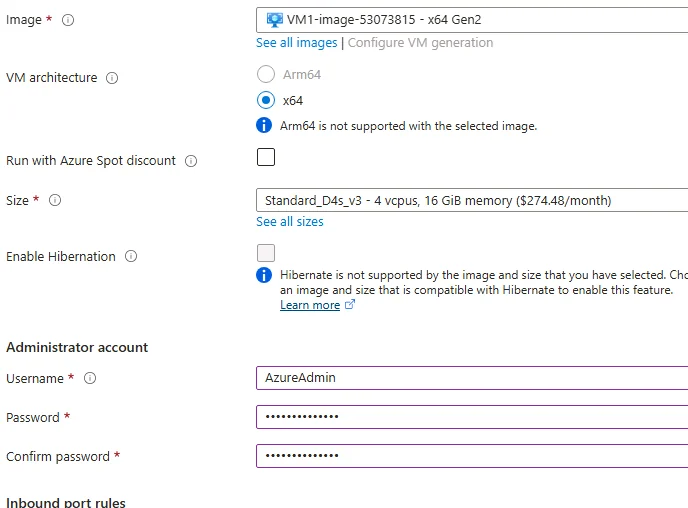 Image * VM1-image-53073815 - x64 Gen2
See all images | Configure VM generation
VM architecture Arm64
x64
Arm64 is not supported with the selected image.
Run with Azure Spot discount
Size * Standard_D4s_v3 - 4 vcpus, 16 GiB memory ($274.48/month)
See all sizes
Enable Hibernation
Hibernate is not supported by the image and size that you have selected. Cho
an image and size that is compatible with Hibernate to enable this feature.
Learn more
Administrator account
Username * AzureAdmin
Password * ••••••••••••••
Confirm password * ••••••••••••••
Inbound port rules